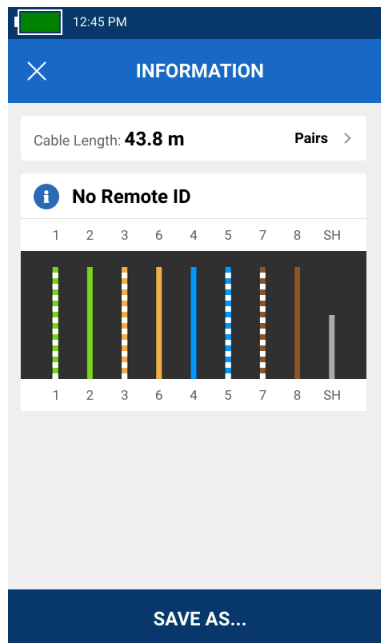 12:45 PM
INFORMATION
Cable Length: 43.8 m Pairs >
i No Remote ID
1 2 3 6 4 5 7 8 SH
1 2 3 6 4 5 7 8 SH
SAVE AS...